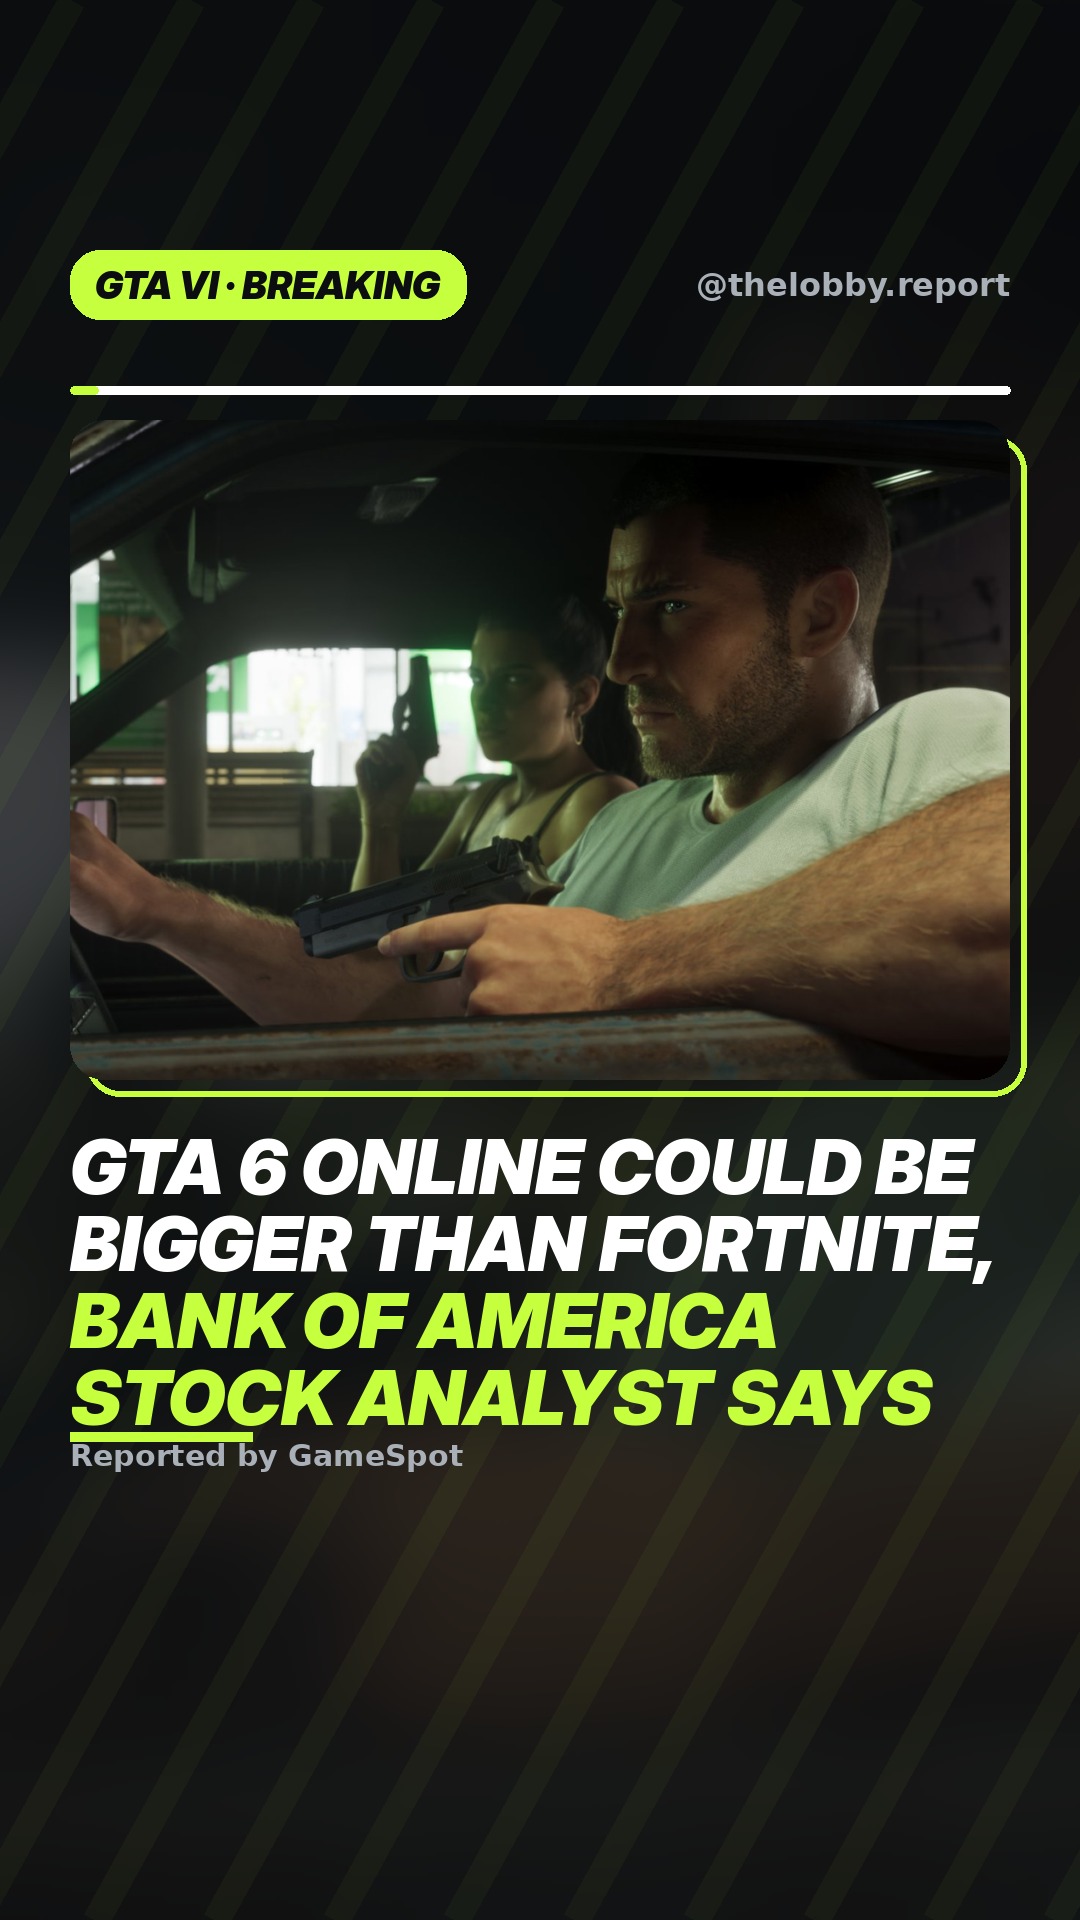 GTA VI · BREAKING
@thelobby.report
GTA 6 ONLINE COULD BE
BIGGER THAN FORTNITE,
BANK OF AMERICA
STOCK ANALYST SAYS
Reported by GameSpot